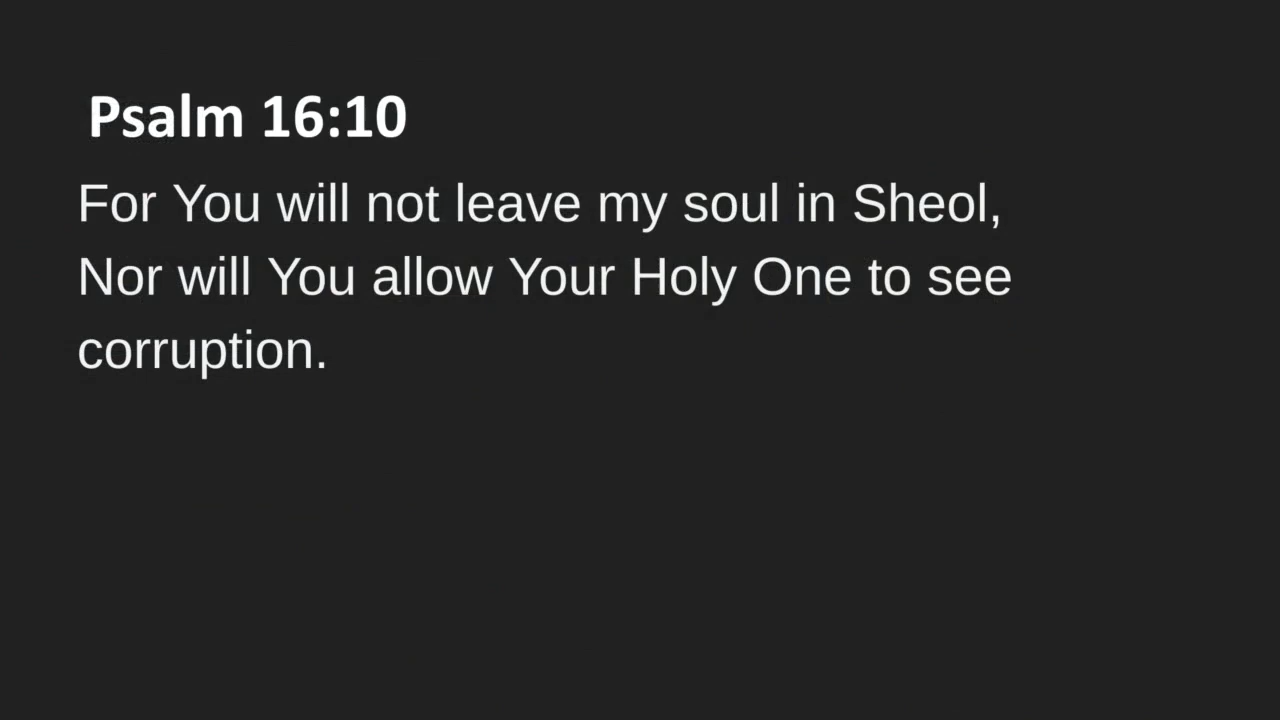 Psalm 16:10
For You will not leave my soul in Sheol,
Nor will You allow Your Holy One to see
corruption.